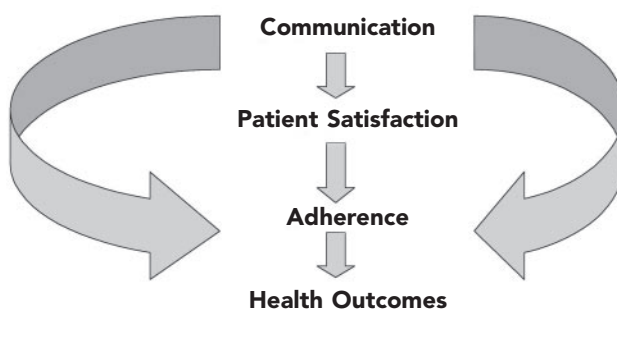 Communication
Patient Satisfaction
Adherence
Health Outcomes